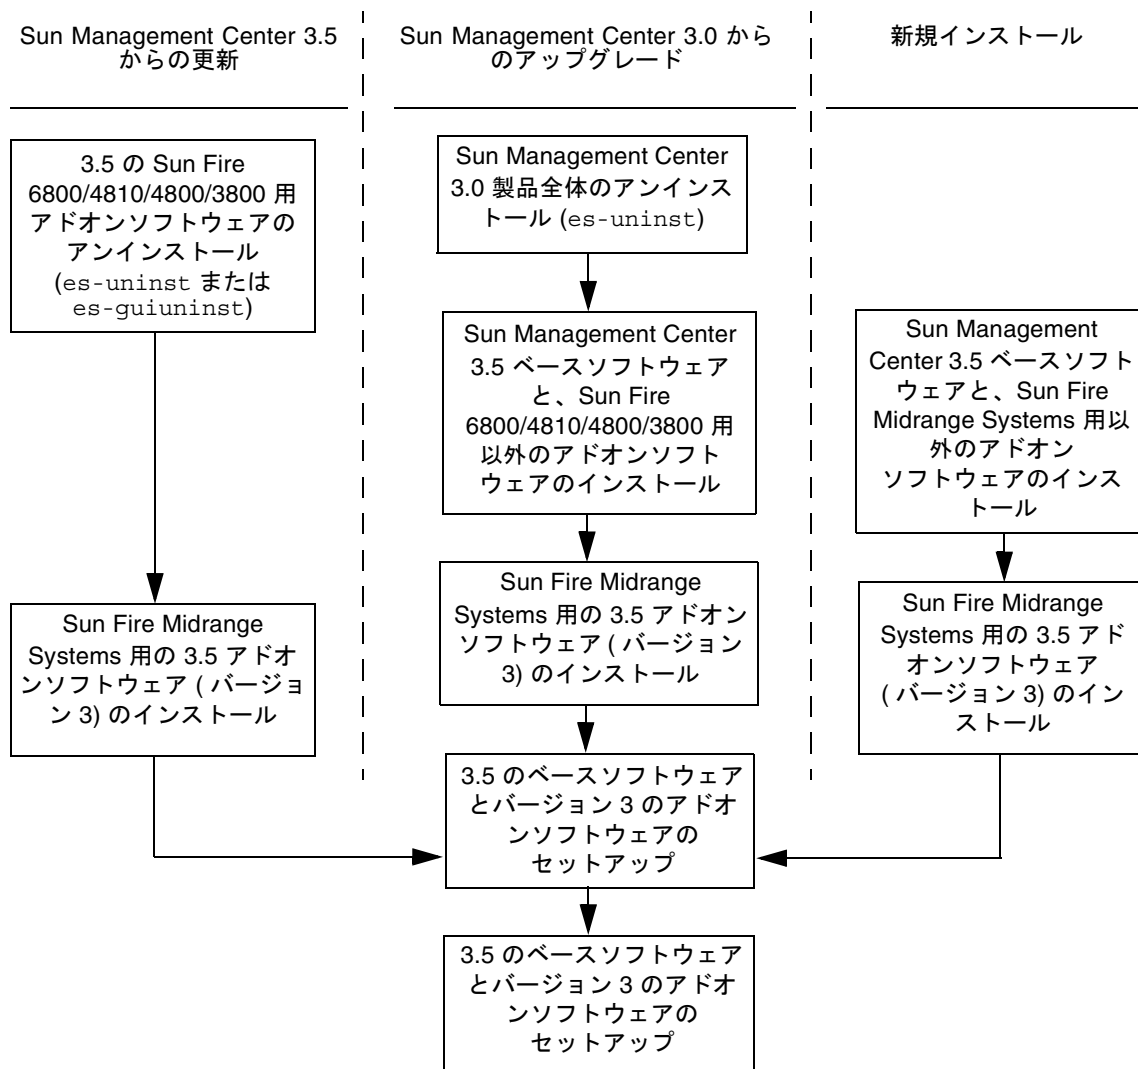 Sun Management Center 3.5
からの更新
Sun Management Center 3.0 から
のアップグレード
新規インストール
3.5 の Sun Fire
6800/4810/4800/3800 用
アドオンソフトウェアの
アンインストール
(es-uninst または
es-guiuninst)
Sun Fire Midrange
Systems 用の 3.5 アドオ
ンソフトウェア ( バージョ
ン 3) のインストール
Sun Management Center
3.0 製品全体のアンインス
トール (es-uninst)
Sun Management Center
3.5 ベースソフトウェア
と、Sun Fire
6800/4810/4800/3800 用
以外のアドオンソフト
ウェアのインストール
Sun Fire Midrange
Systems 用の 3.5 アドオン
ソフトウェア ( バージョン
3) のインストール
Sun Management
Center 3.5 ベースソフト
ウェアと、Sun Fire
Midrange Systems 用以
外のアドオン
ソフトウェアのインス
トール
Sun Fire Midrange
Systems 用の 3.5 アド
オンソフトウェア
( バージョン 3) のイン
ストール
3.5 のベースソフトウェア
とバージョン 3 のアドオ
ンソフトウェアの
セットアップ
3.5 のベースソフトウェア
とバージョン 3 のアドオ
ンソフトウェアの
セットアップ